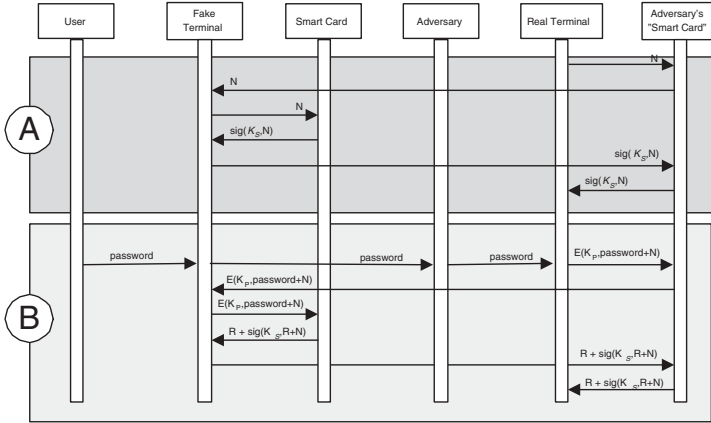 User
Fake
Terminal
Smart Card
Adversary
Real Terminal
Adversary's
"Smart Card"
A
N
N
N
sig(K_S,N)
sig(K_S,N)
sig(K_S,N)
B
password
password
password
E(K_P,password+N)
E(K_P,password+N)
E(K_P,password+N)
R + sig(K_S,R+N)
R + sig(K_S,R+N)
R + sig(K_S,R+N)